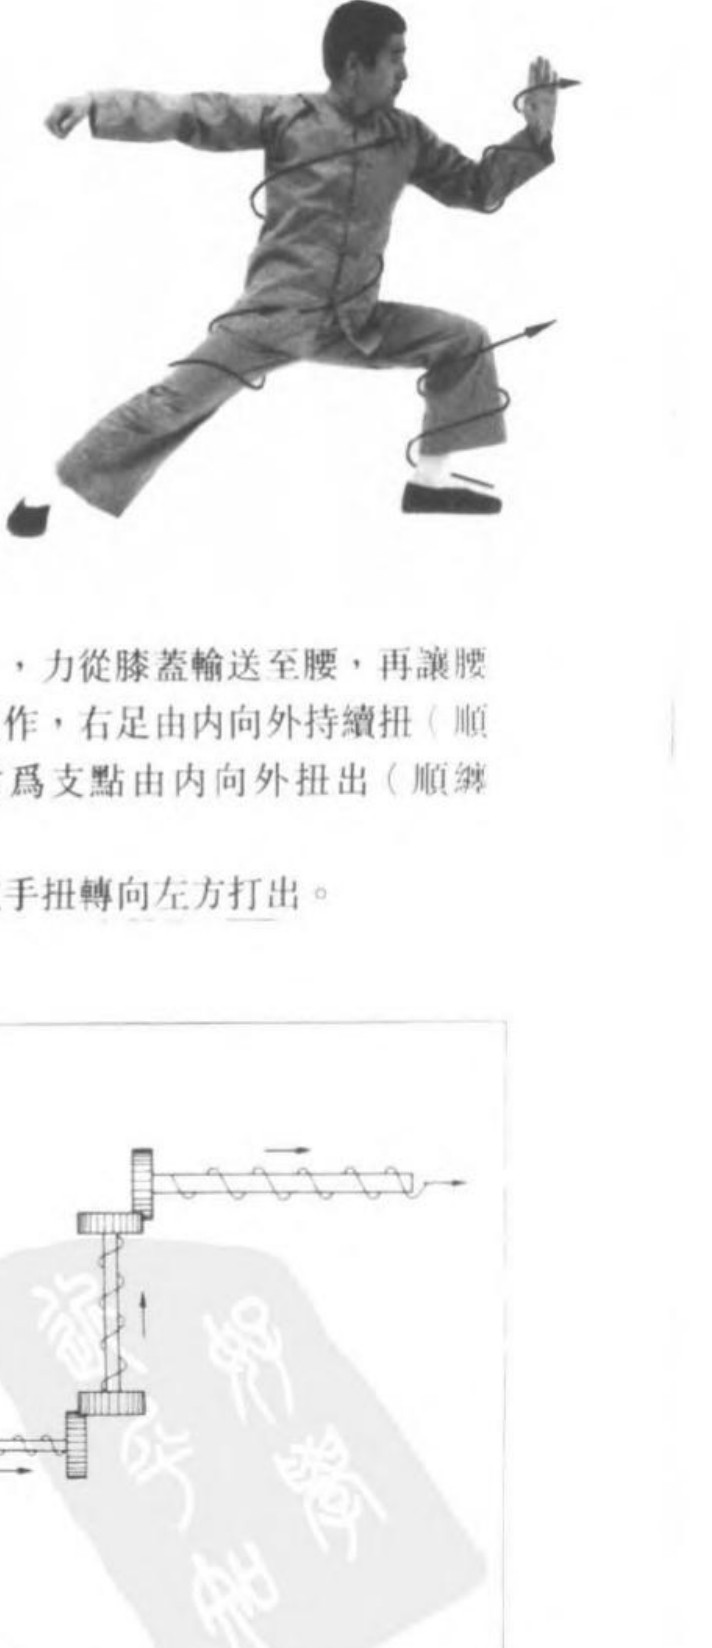 ，力從膝蓋輸送至腰，再讓腰
作，右足由内向外持續扭（順
爲支點由内向外扭出（順纏
手扭轉向左方打出。